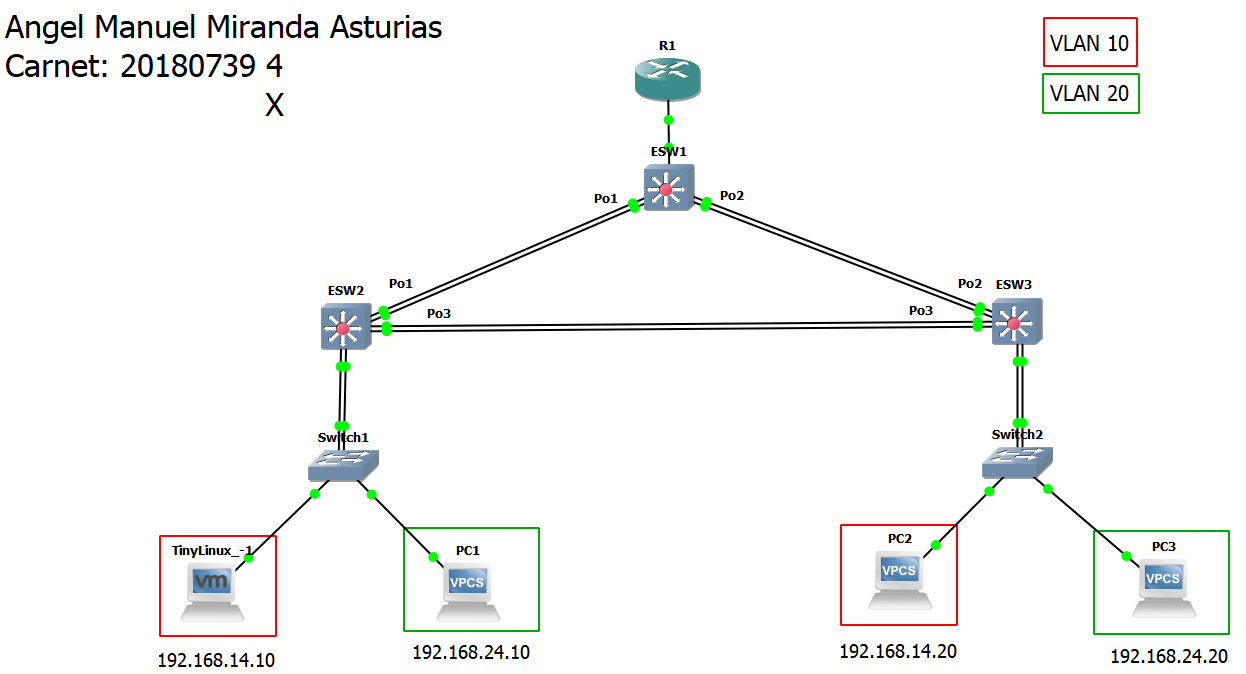 Angel Manuel Miranda Asturias
Carnet: 20180739 4
X
VLAN 10
VLAN 20
R1
ESW1
Po1
Po2
Po1
Po2
ESW2
ESW3
Po3
Po3
Switch1
Switch2
TinyLinux_-1
vm
PC1
VPCS
PC2
VPCS
PC3
VPCS
192.168.14.10
192.168.24.10
192.168.14.20
192.168.24.20